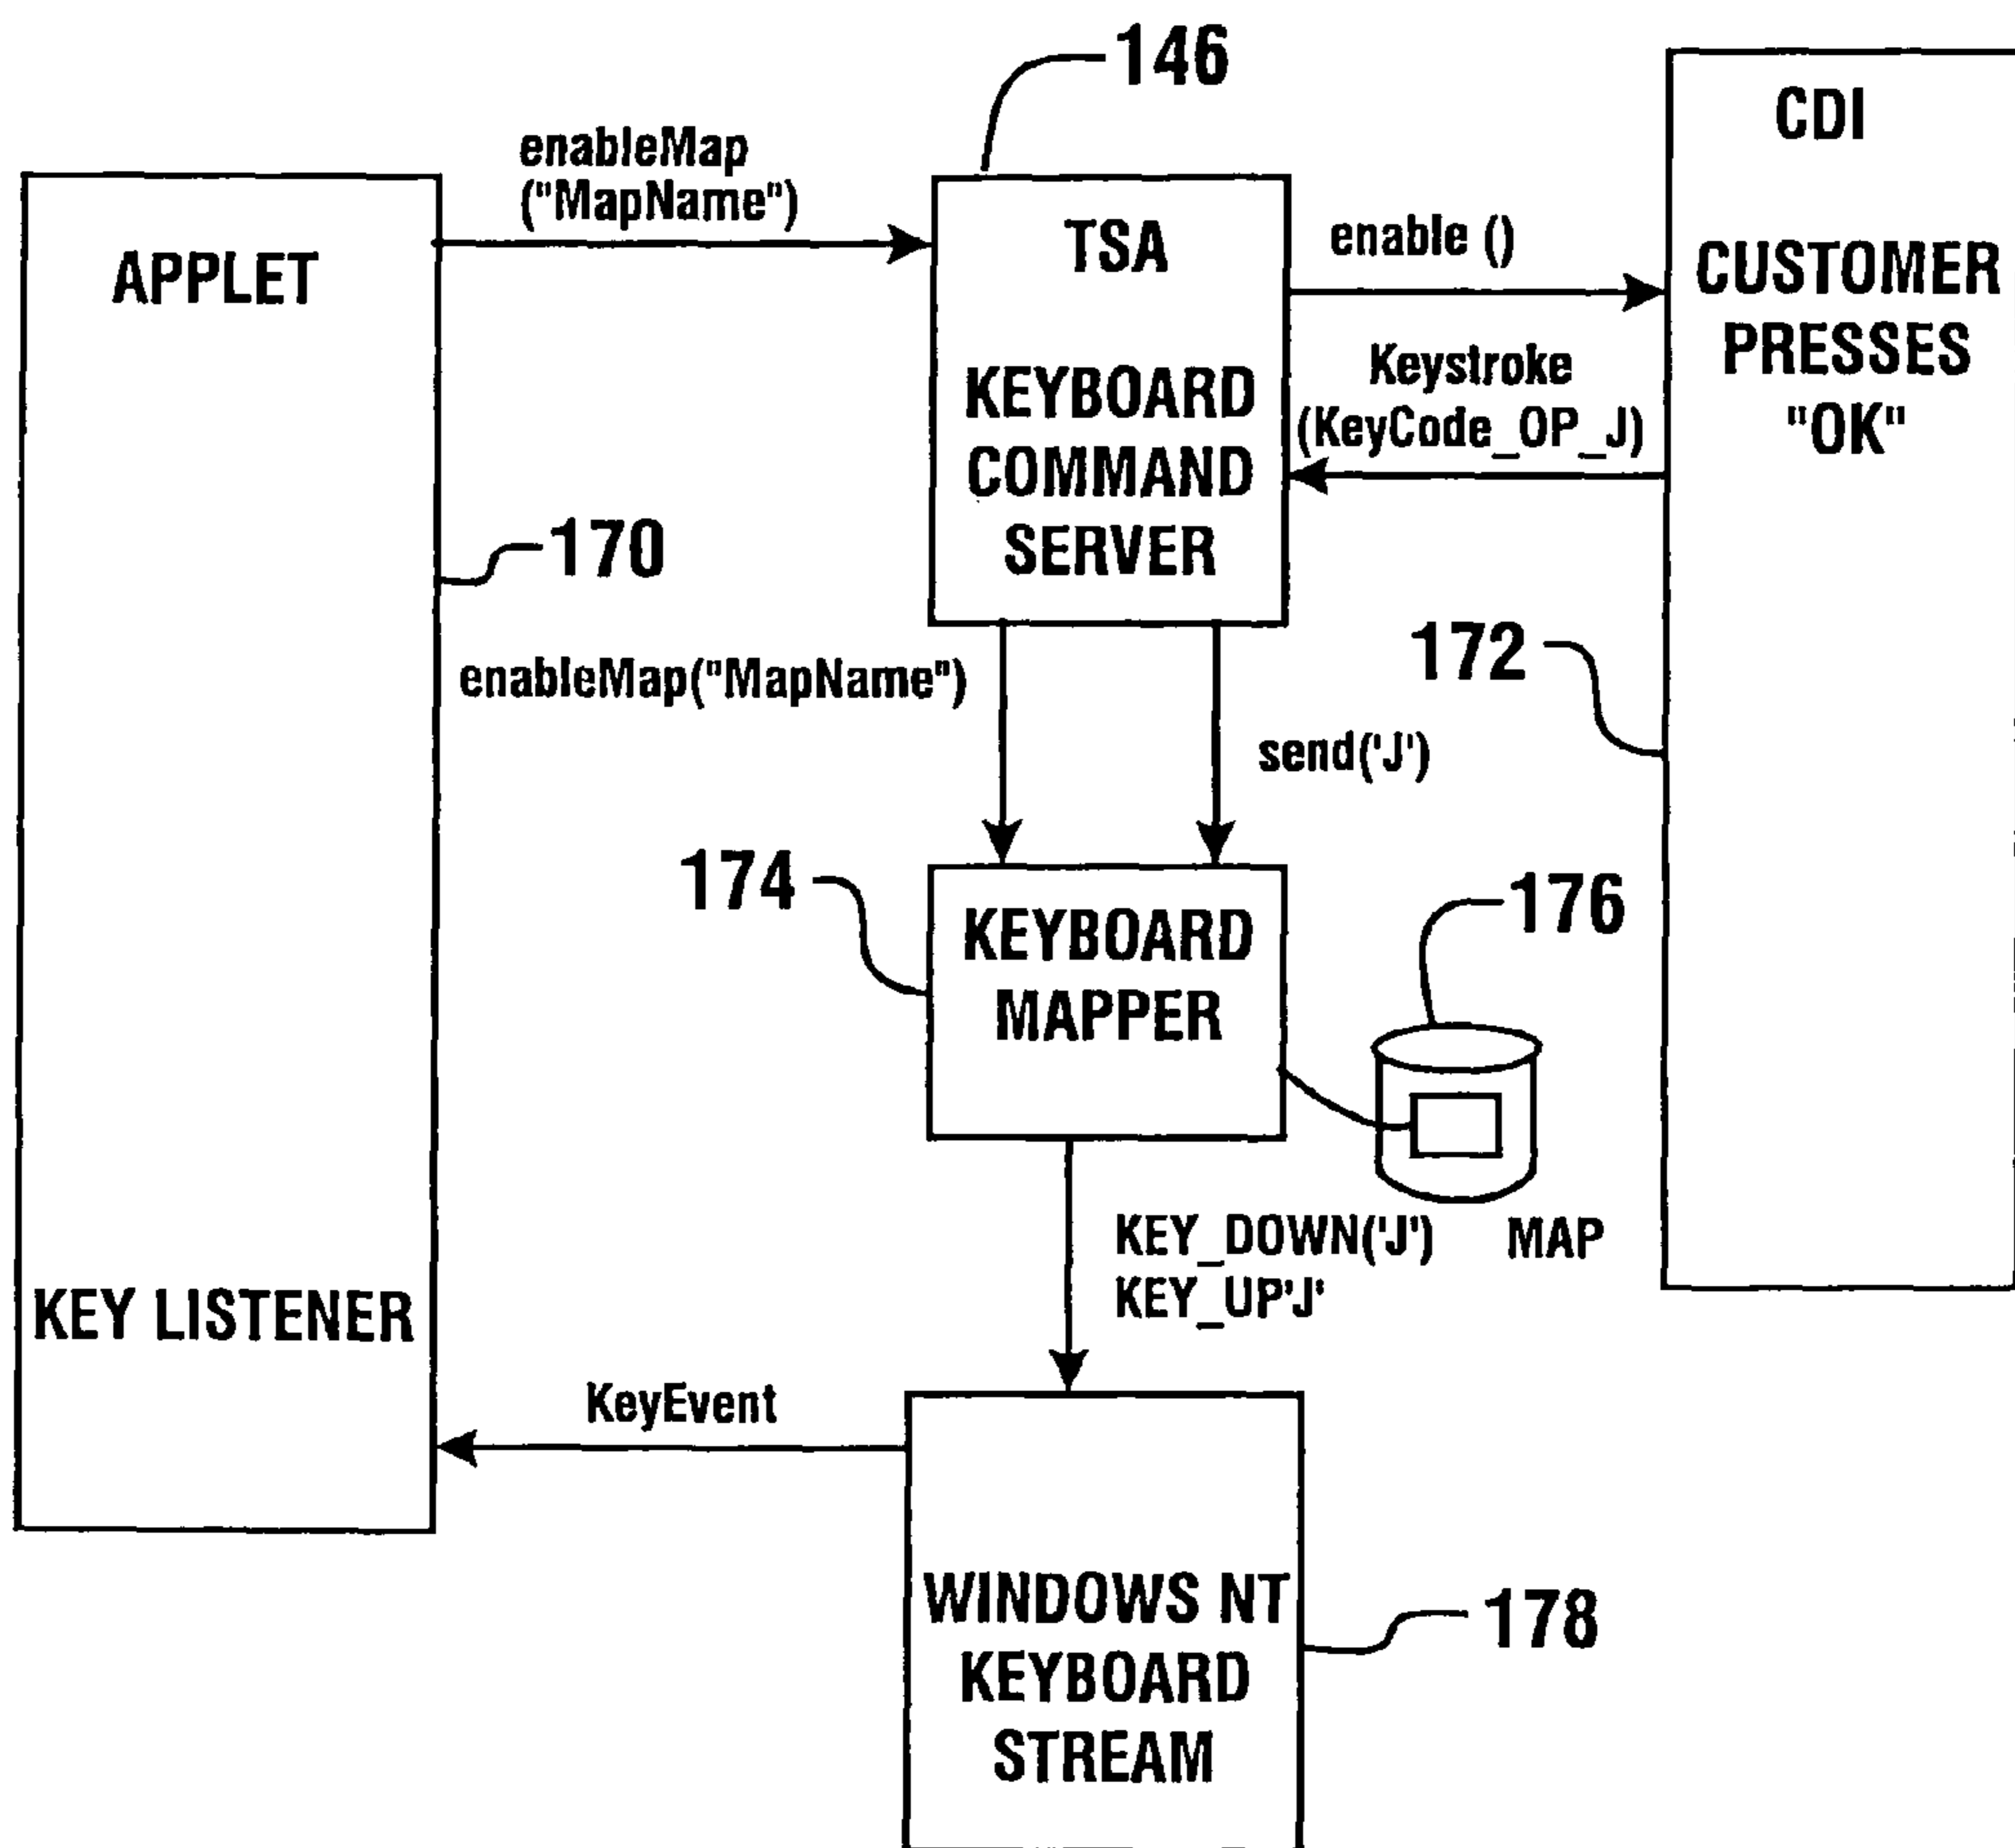 146
CDI
enableMap
("MapName")
APPLET
TSA
enable ()
CUSTOMER
PRESSES
"OK"
Keystroke
(KeyCode_OP_J)
KEYBOARD
COMMAND
SERVER
170
172
enableMap("MapName")
send('J')
174
176
KEYBOARD
MAPPER
KEY_DOWN('J')
KEY_UP'J'
MAP
KEY LISTENER
KeyEvent
WINDOWS NT
KEYBOARD
STREAM
178